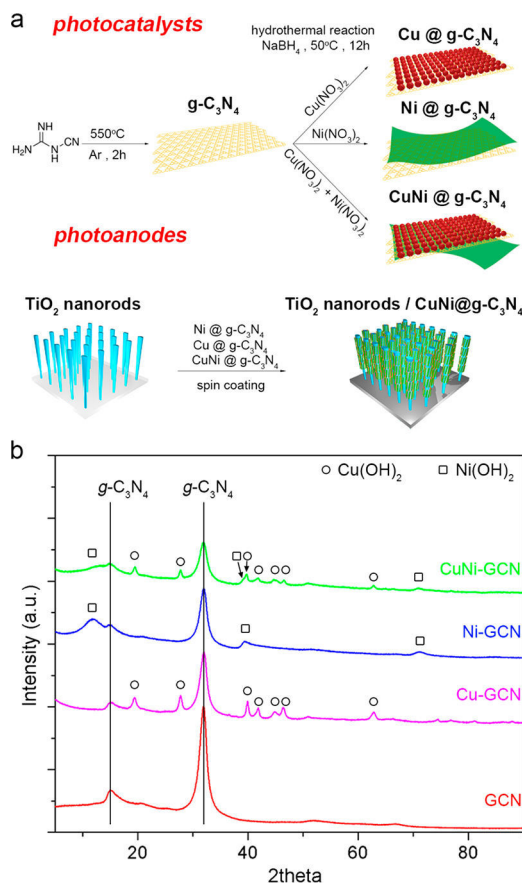 a
photocatalysts
hydrothermal reaction
NaBH₄ , 50°C , 12h
Cu @ g-C₃N₄
g-C₃N₄
Cu(NO₃)₂
Ni @ g-C₃N₄
NH
H₂N
N
H
CN
550°C
Ar , 2h
Ni(NO₃)₂
Cu(NO₃)₂ + Ni(NO₃)₂
CuNi @ g-C₃N₄
photoanodes
TiO₂ nanorods
Ni @ g-C₃N₄
Cu @ g-C₃N₄
CuNi @ g-C₃N₄
spin coating
TiO₂ nanorods / CuNi@g-C₃N₄
b
g-C₃N₄ g-C₃N₄
Cu(OH)₂ Ni(OH)₂
CuNi-GCN
Ni-GCN
Cu-GCN
GCN
Intensity (a.u.)
20 40 60 80
2theta